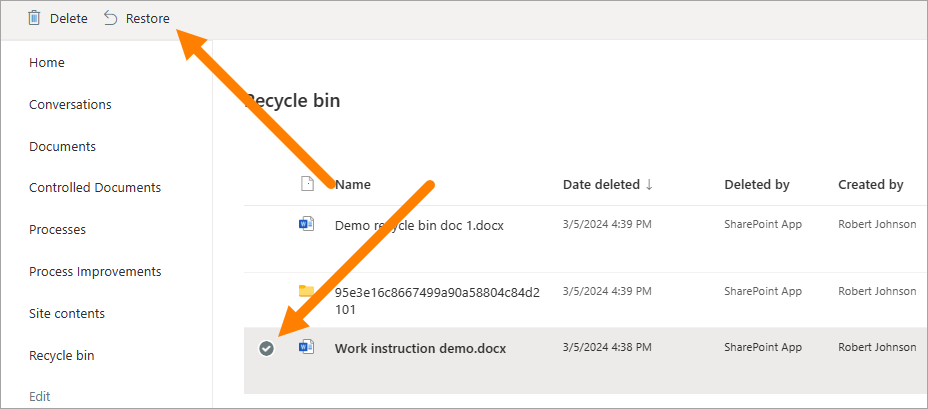 Delete Restore
Home
Conversations
Documents
Controlled Documents
Processes
Process Improvements
Site contents
Recycle bin
Edit
Recycle bin
Name Date deleted ↓ Deleted by Created by
Demo recycle bin doc 1.docx 3/5/2024 4:39 PM SharePoint App Robert Johnson
95e3e16c8667499a90a58804c84d2 3/5/2024 4:39 PM SharePoint App Robert Johnson
101
Work instruction demo.docx 3/5/2024 4:38 PM SharePoint App Robert Johnson